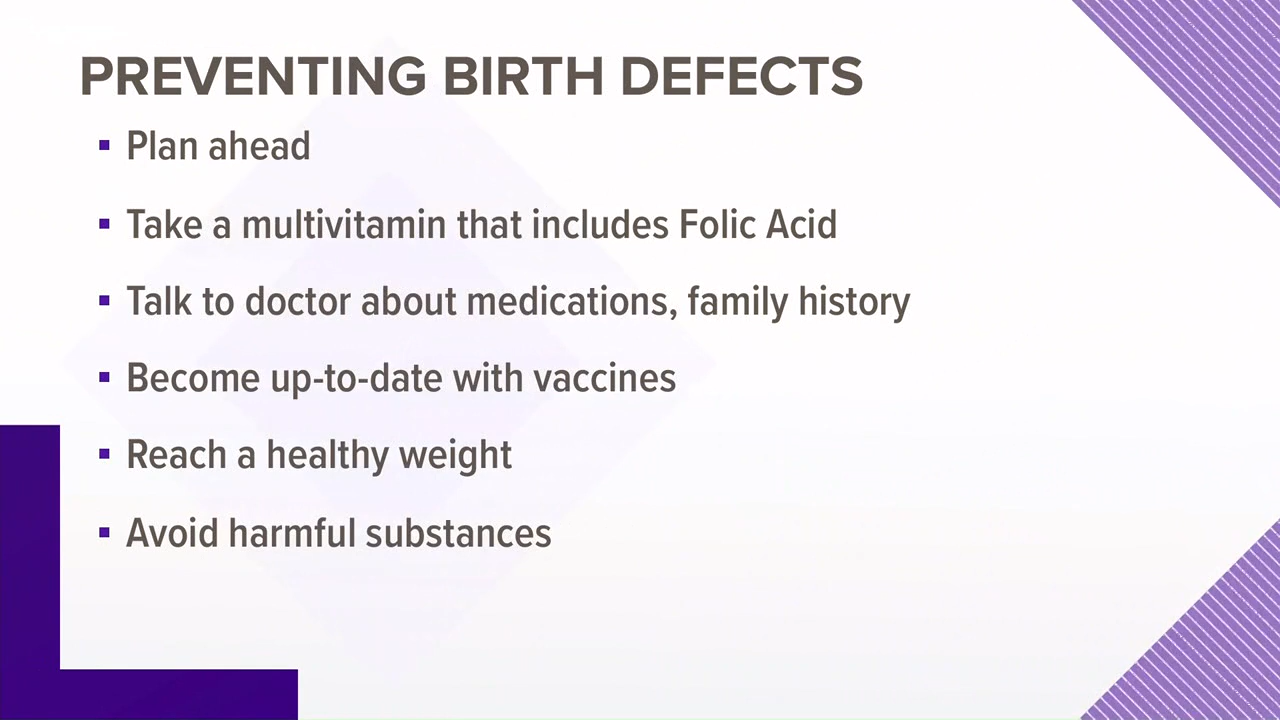 PREVENTING BIRTH DEFECTS
▪ Plan ahead
▪ Take a multivitamin that includes Folic Acid
▪ Talk to doctor about medications, family history
▪ Become up-to-date with vaccines
▪ Reach a healthy weight
▪ Avoid harmful substances